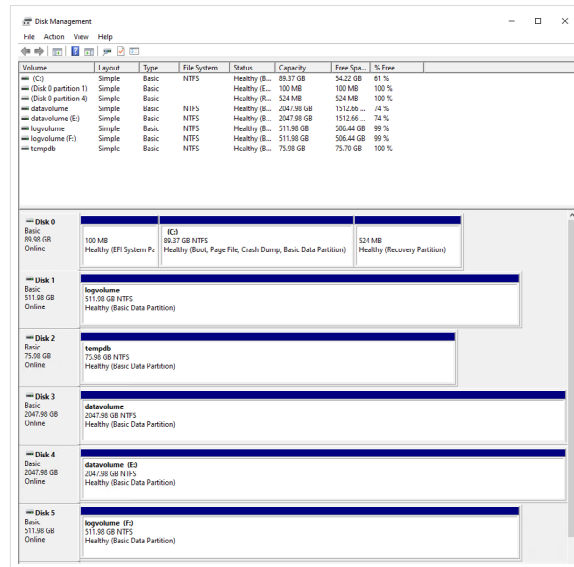 Disk Management
File Action View Help
Volume Layout Type File System Status Capacity Free Spa... % Free
(C:) Simple Basic NTFS Healthy (B... 89.37 GB 54.22 GB 61 %
(Disk 0 partition 1) Simple Basic Healthy (E... 100 MB 100 MB 100 %
(Disk 0 partition 4) Simple Basic Healthy (R... 524 MB 524 MB 100 %
datavolume Simple Basic NTFS Healthy (B... 2047.98 GB 1512.66 ... 74 %
datavolume (E:) Simple Basic NTFS Healthy (B... 2047.98 GB 1512.66 ... 74 %
logvolume Simple Basic NTFS Healthy (B... 511.98 GB 506.44 GB 99 %
logvolume (F:) Simple Basic NTFS Healthy (B... 511.98 GB 506.44 GB 99 %
tempdb Simple Basic NTFS Healthy (B... 75.98 GB 75.70 GB 100 %
Disk 0
Basic
89.98 GB
Online
100 MB
Healthy (EFI System Pa
(C:)
89.37 GB NTFS
Healthy (Boot, Page File, Crash Dump, Basic Data Partition)
524 MB
Healthy (Recovery Partition)
Disk 1
Basic
511.98 GB
Online
logvolume
511.98 GB NTFS
Healthy (Basic Data Partition)
Disk 2
Basic
75.98 GB
Online
tempdb
75.98 GB NTFS
Healthy (Basic Data Partition)
Disk 3
Basic
2047.98 GB
Online
datavolume
2047.98 GB NTFS
Healthy (Basic Data Partition)
Disk 4
Basic
2047.98 GB
Online
datavolume (E:)
2047.98 GB NTFS
Healthy (Basic Data Partition)
Disk 5
Basic
511.98 GB
Online
logvolume (F:)
511.98 GB NTFS
Healthy (Basic Data Partition)